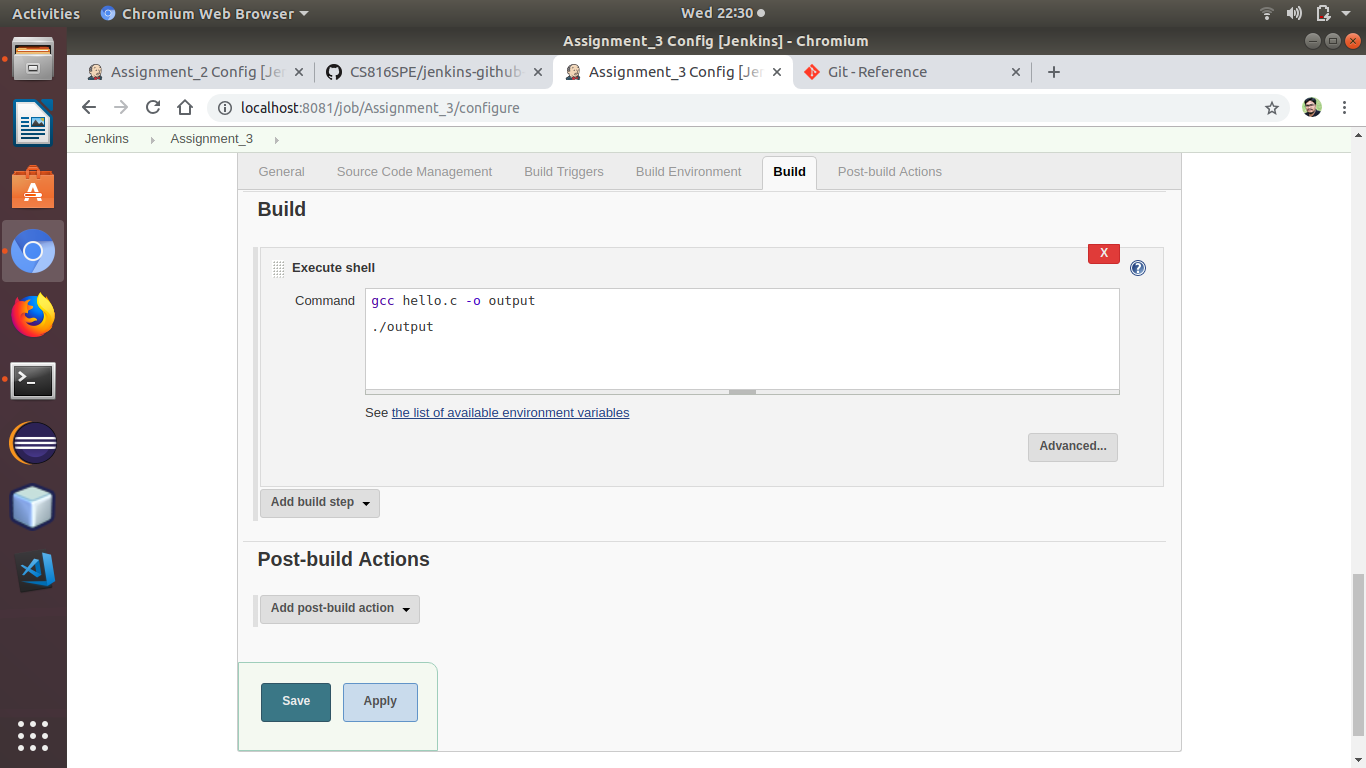 Activities Chromium Web Browser Wed 22:30
Assignment_3 Config [Jenkins] - Chromium
Assignment_2 Config [Je CS816SPE/jenkins-github Assignment_3 Config [Je Git - Reference
localhost:8081/job/Assignment_3/configure
Jenkins Assignment_3
General Source Code Management Build Triggers Build Environment Build Post-build Actions
Build
X
Execute shell
Command gcc hello.c -o output
./output
See the list of available environment variables
Advanced...
Add build step
Post-build Actions
Add post-build action
Save Apply